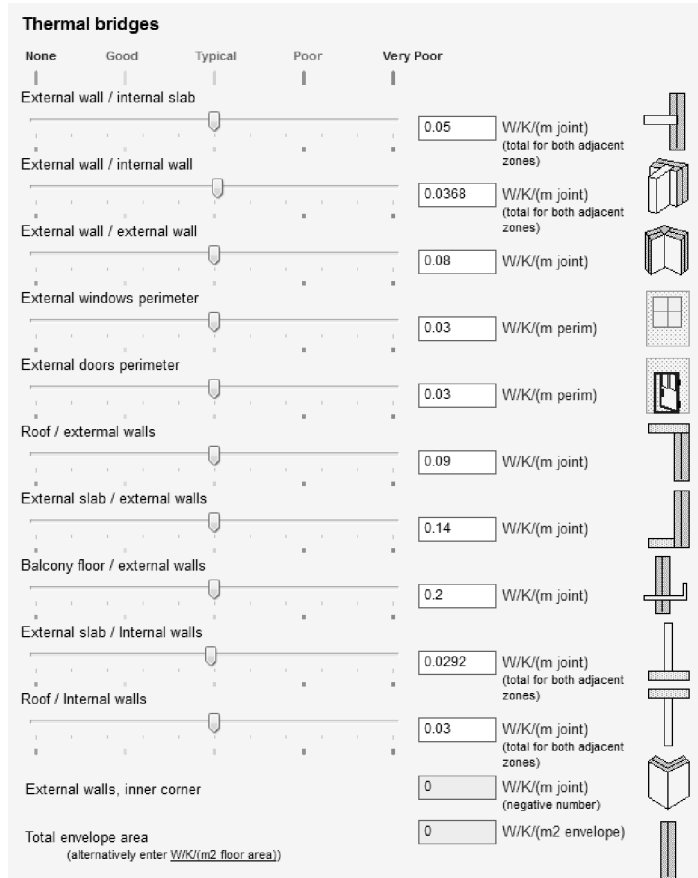 Thermal bridges
None Good Typical Poor Very Poor
External wall / internal slab
0.05 W/K/(m joint)
(total for both adjacent
zones)
External wall / internal wall
0.0368 W/K/(m joint)
(total for both adjacent
zones)
External wall / external wall
0.08 W/K/(m joint)
External windows perimeter
0.03 W/K/(m perim)
External doors perimeter
0.03 W/K/(m perim)
Roof / extermal walls
0.09 W/K/(m joint)
External slab / external walls
0.14 W/K/(m joint)
Balcony floor / external walls
0.2 W/K/(m joint)
External slab / Internal walls
0.0292 W/K/(m joint)
(total for both adjacent
zones)
Roof / Internal walls
0.03 W/K/(m joint)
(total for both adjacent
zones)
External walls, inner corner 0 W/K/(m joint)
(negative number)
Total envelope area 0 W/K/(m2 envelope)
(alternatively enter W/K/(m2 floor area))